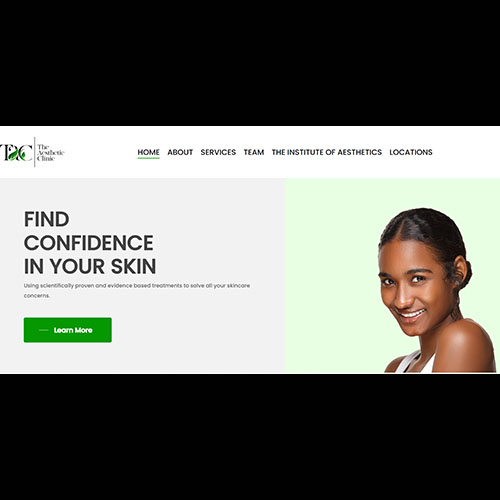 TAC
The
Aesthetic
Clinic
HOME ABOUT SERVICES TEAM THE INSTITUTE OF AESTHETICS LOCATIONS
FIND
CONFIDENCE
IN YOUR SKIN
Using scientifically proven and evidence based treatments to solve all your skincare
concerns.
Learn More